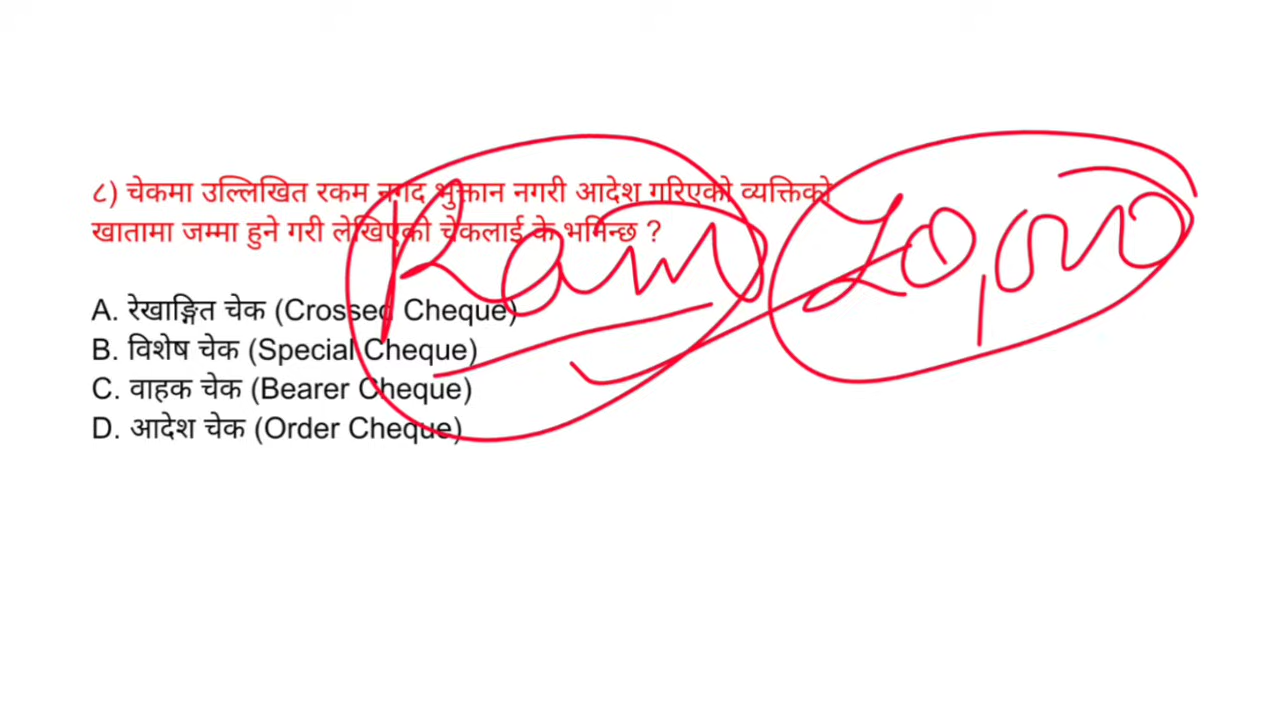 ८) चेकमा उल्लिखित रकम नगद भुक्तान नगरी आदेश गरिएको व्यक्तिको
खातामा जम्मा हुने गरी लेखिएको चेकलाई के भनिन्छ ?
Ram 20,000
A. रेखाङ्कित चेक (Crossed Cheque)
B. विशेष चेक (Special Cheque)
C. वाहक चेक (Bearer Cheque)
D. आदेश चेक (Order Cheque)